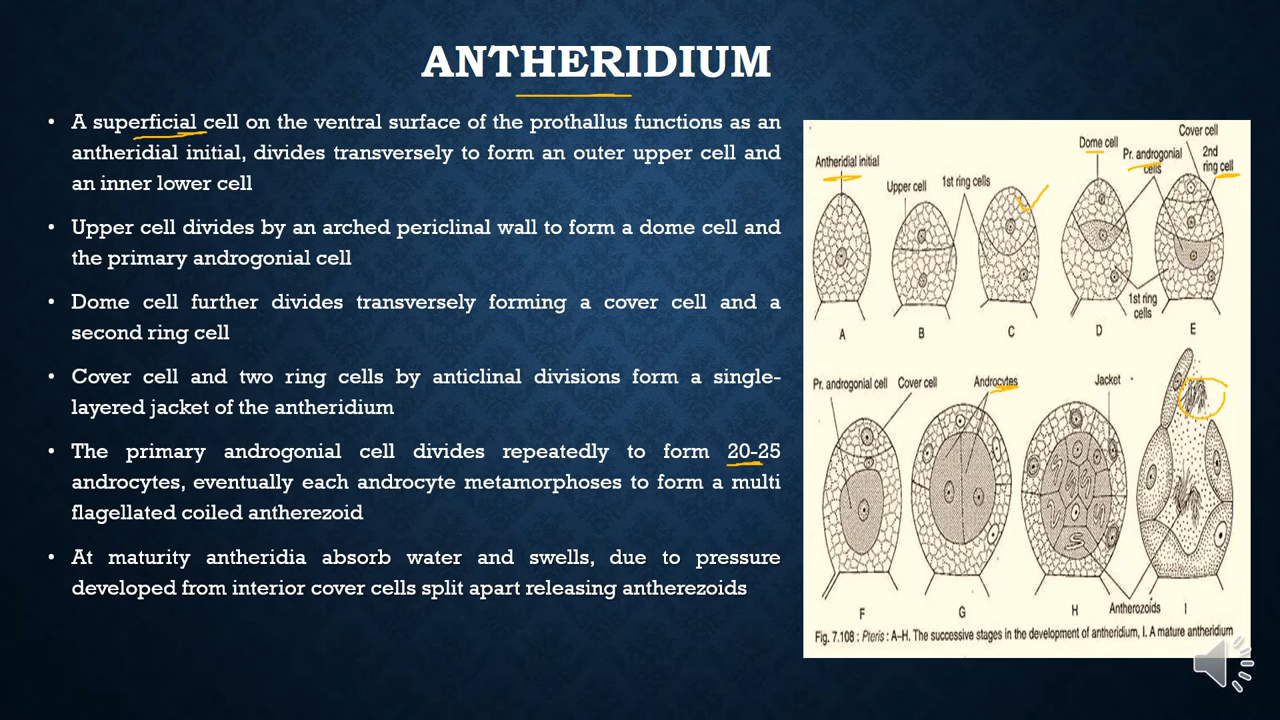 ANTHERIDIUM
• A superficial cell on the ventral surface of the prothallus functions as an
antheridial initial, divides transversely to form an outer upper cell and
an inner lower cell
• Upper cell divides by an arched periclinal wall to form a dome cell and
the primary androgonial cell
• Dome cell further divides transversely forming a cover cell and a
second ring cell
• Cover cell and two ring cells by anticlinal divisions form a single-
layered jacket of the antheridium
• The primary androgonial cell divides repeatedly to form 20-25
androcytes, eventually each androcyte metamorphoses to form a multi
flagellated coiled antherezoid
• At maturity antheridia absorb water and swells, due to pressure
developed from interior cover cells split apart releasing antherezoids
Antheridial initial
Upper cell
1st ring cells
Dome cell
Pr. androgonial
cells
Cover cell
2nd
ring cell
1st ring
cells
A
B
C
D
E
Pr. androgonial cell
Cover cell
Androcytes
Jacket
Antherozoids
F
G
H
I
Fig. 7.108 : Pteris : A–H. The successive stages in the development of antheridium, I. A mature antheridium